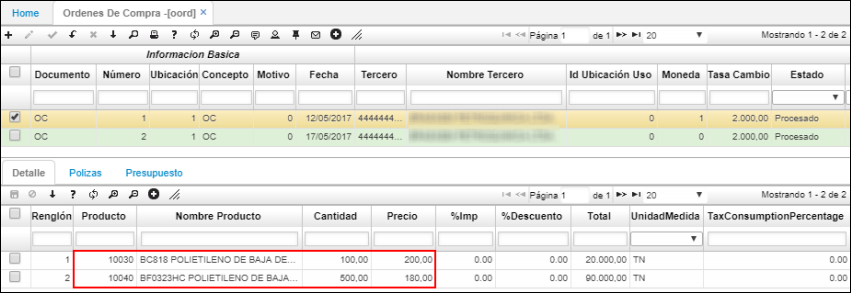 Home Ordenes De Compra -[oord] ×
Página 1 de 1 20 Mostrando 1 - 2 de 2
Informacion Basica
Documento Número Ubicación Concepto Motivo Fecha Tercero Nombre Tercero Id Ubicación Uso Moneda Tasa Cambio Estado
OC 1 1 OC 0 12/05/2017 4444444... 0 1 2.000,00 Procesado
OC 2 1 OC 0 17/05/2017 4444444... 0 0 2.000,00 Procesado
Detalle Polizas Presupuesto
Página 1 de 1 20 Mostrando 1 - 2 de 2
Renglón Producto Nombre Producto Cantidad Precio %Imp %Descuento Total UnidadMedida TaxConsumptionPercentage
1 10030 BC818 POLIETILENO DE BAJA DE... 100,00 200,00 0.00 0.00 20.000,00 TN 0.00
2 10040 BF0323HC POLIETILENO DE BAJA... 500,00 180,00 0.00 0.00 90.000,00 TN 0.00